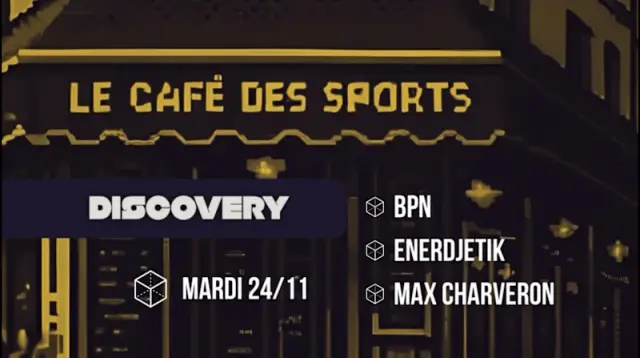 LE CAFÉ DES SPORTS
DISCOVERY
MARDI 24/11
BPN
ENERDJETIK
MAX CHARVERON